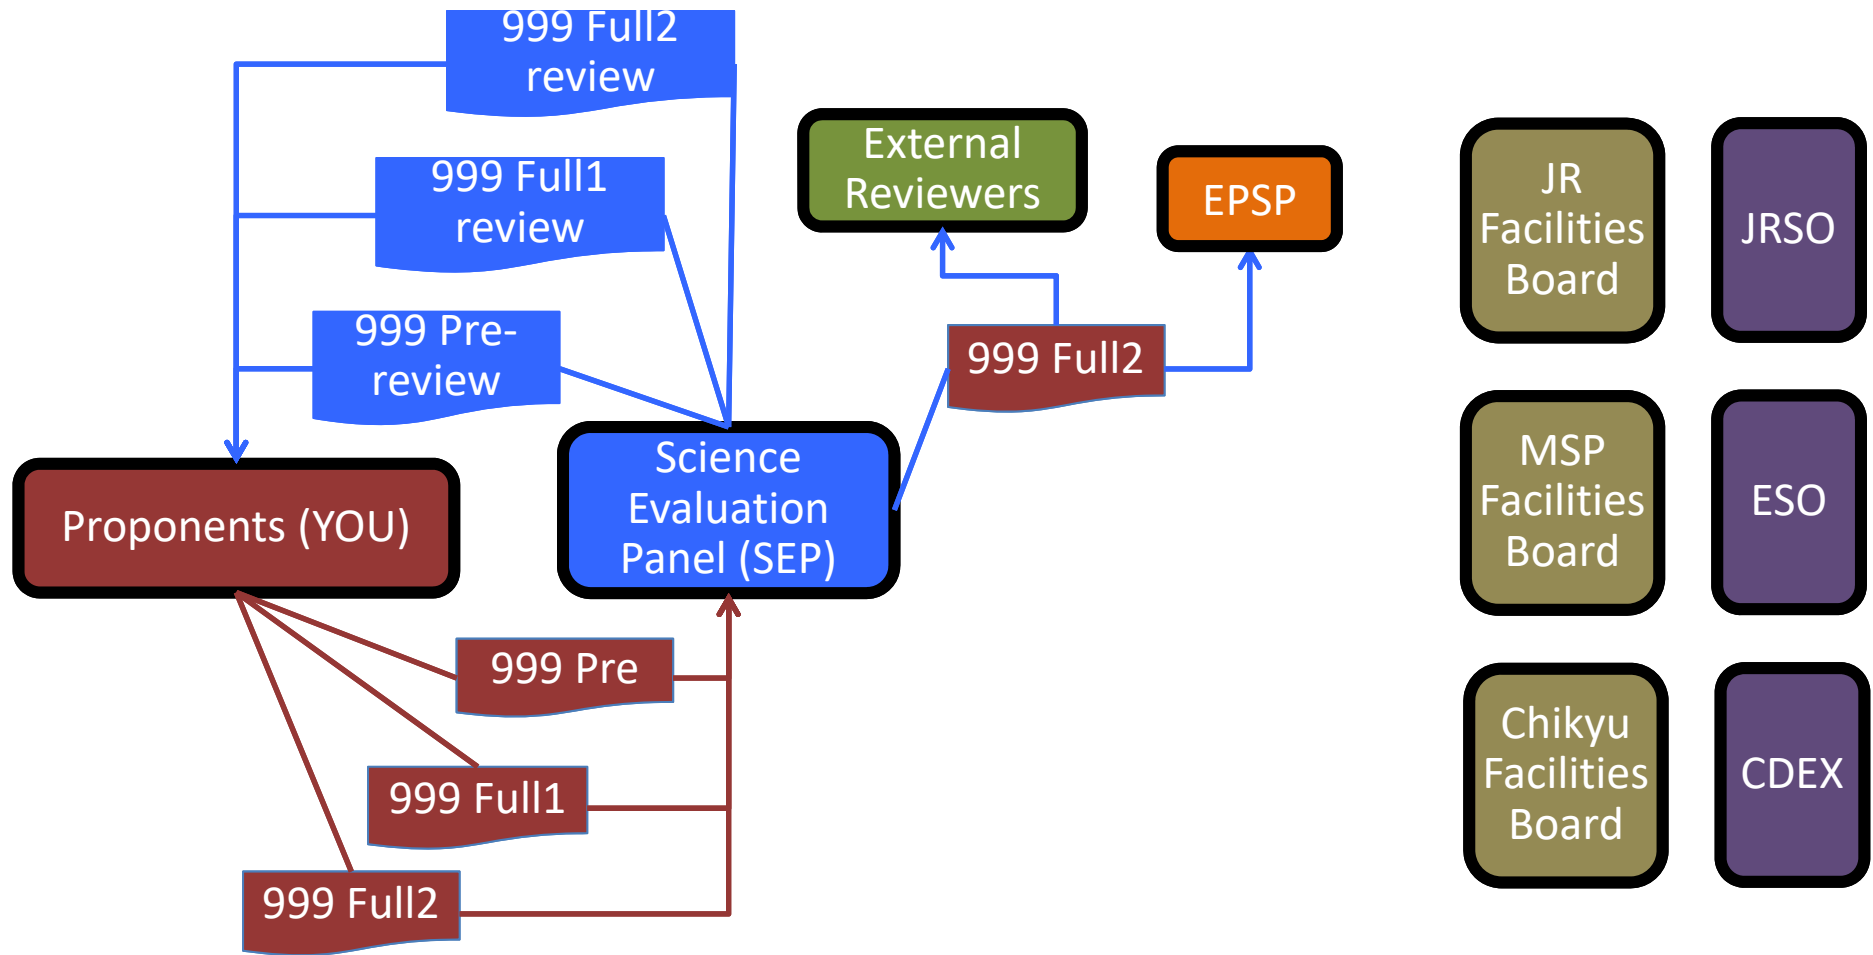 999 Full2
review
999 Full1
review
999 Pre-
review
External
Reviewers
EPSP
999 Full2
Proponents (YOU)
Science
Evaluation
Panel (SEP)
999 Pre
999 Full1
999 Full2
JR
Facilities
Board
JRSO
MSP
Facilities
Board
ESO
Chikyu
Facilities
Board
CDEX